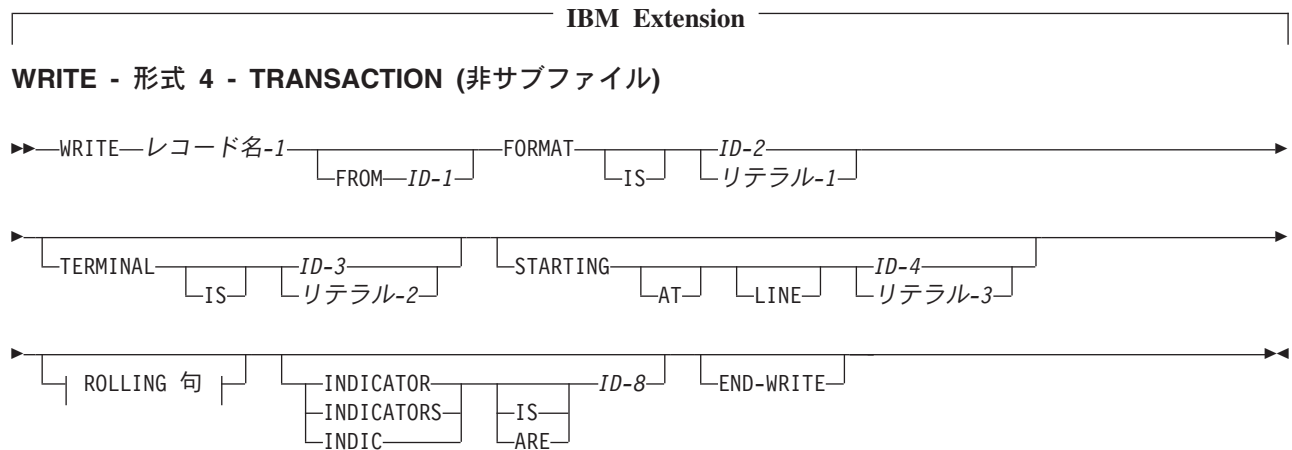 IBM Extension
WRITE - 形式 4 - TRANSACTION (非サブファイル)
WRITE レコード名-1 FORMAT ID-2
FROM ID-1 IS リテラル-1
TERMINAL ID-3 STARTING ID-4
IS リテラル-2 AT LINE リテラル-3
ROLLING 句 INDICATOR ID-8 END-WRITE
INDICATORS IS
INDIC ARE